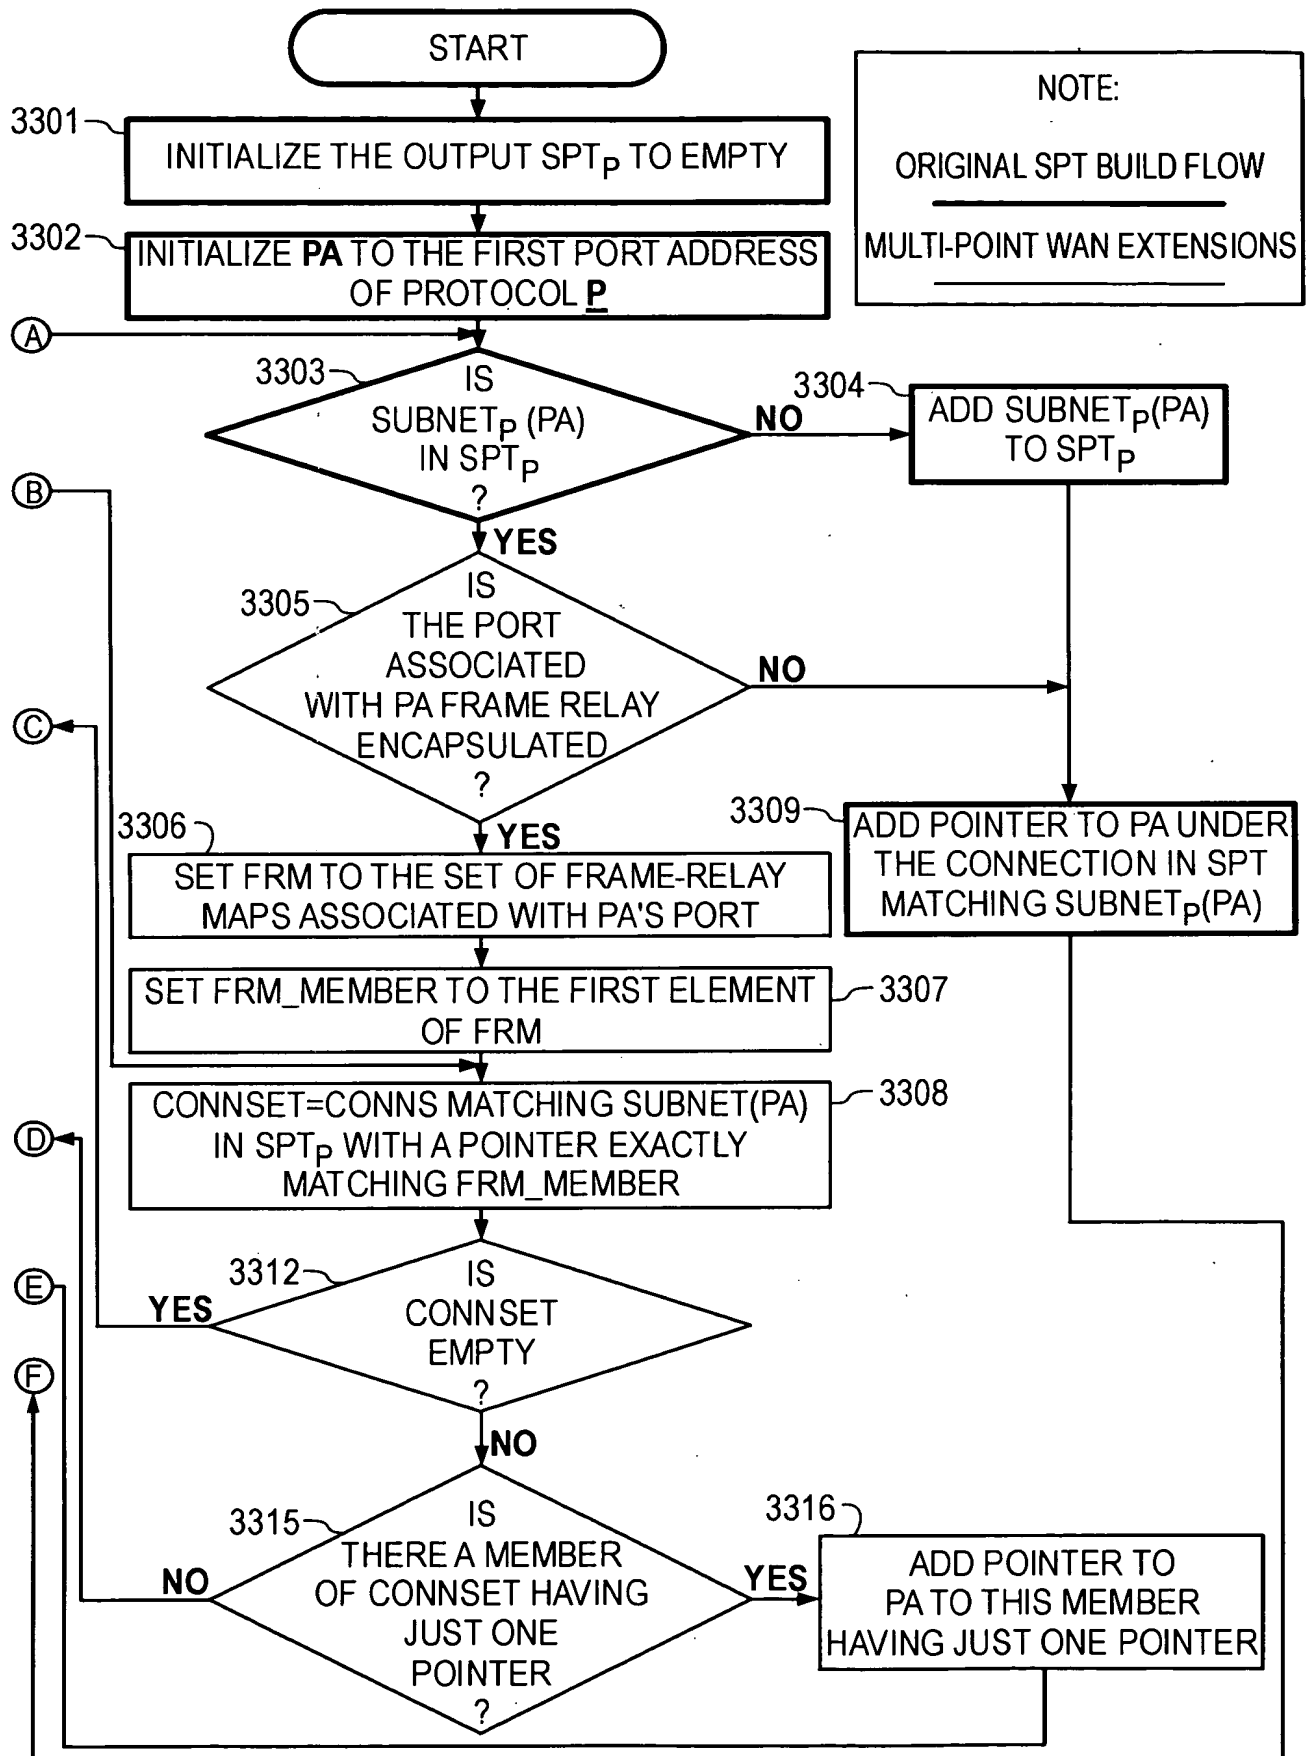 START
NOTE:
ORIGINAL SPT BUILD FLOW
MULTI-POINT WAN EXTENSIONS
3301
INITIALIZE THE OUTPUT SPTP TO EMPTY
3302
INITIALIZE PA TO THE FIRST PORT ADDRESS
OF PROTOCOL P
A
3303
IS
SUBNETP (PA)
IN SPTP
?
NO
3304
ADD SUBNETP(PA)
TO SPTP
B
YES
3305
IS
THE PORT
ASSOCIATED
WITH PA FRAME RELAY
ENCAPSULATED
?
NO
C
YES
3306
SET FRM TO THE SET OF FRAME-RELAY
MAPS ASSOCIATED WITH PA'S PORT
3309
ADD POINTER TO PA UNDER
THE CONNECTION IN SPT
MATCHING SUBNETP(PA)
SET FRM_MEMBER TO THE FIRST ELEMENT
OF FRM
3307
CONNSET=CONNS MATCHING SUBNET(PA)
IN SPTP WITH A POINTER EXACTLY
MATCHING FRM_MEMBER
3308
D
3312
IS
CONNSET
EMPTY
?
YES
E
F
NO
3315
IS
THERE A MEMBER
OF CONNSET HAVING
JUST ONE
POINTER
?
NO
YES
3316
ADD POINTER TO
PA TO THIS MEMBER
HAVING JUST ONE POINTER